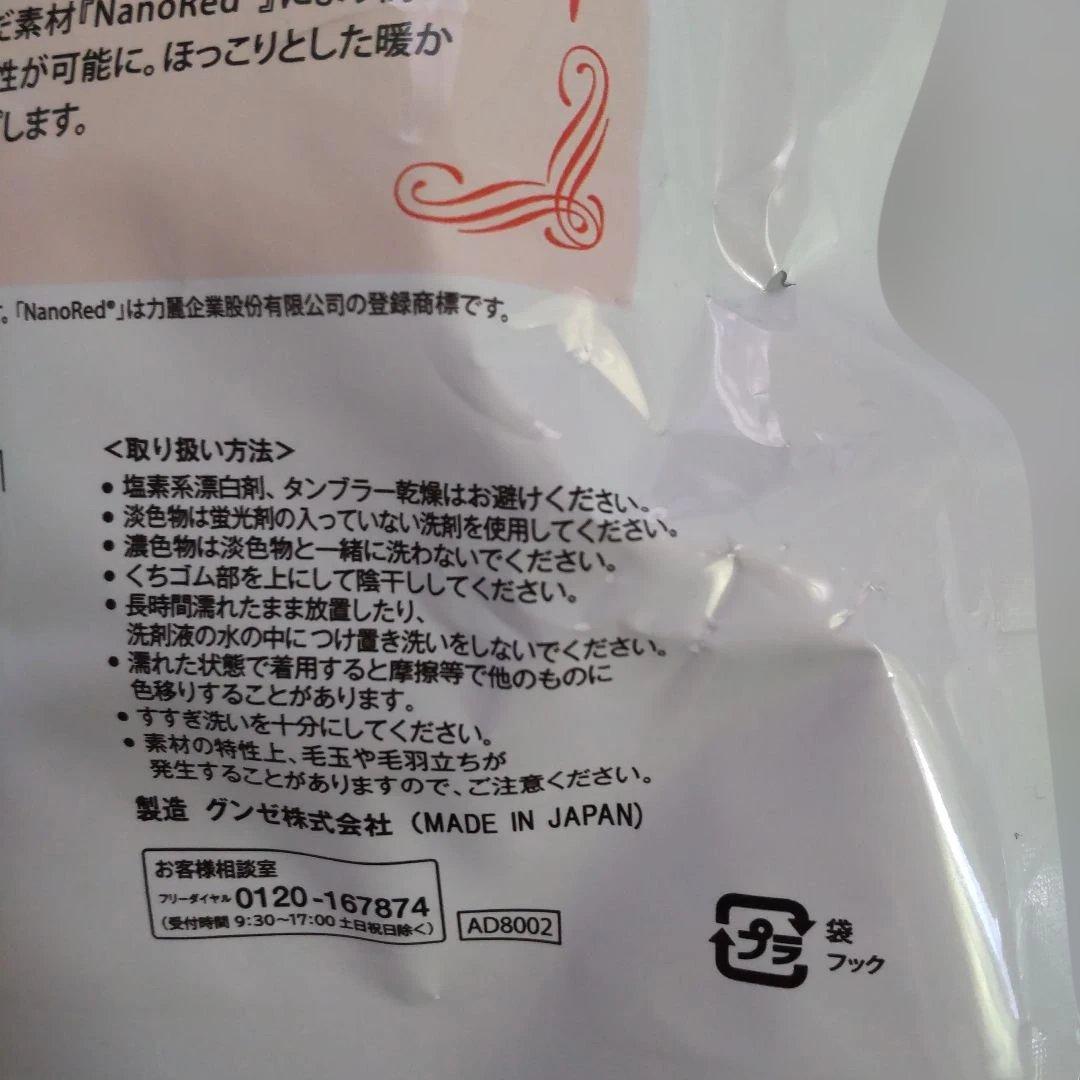 だ素材『NanoRed
性が可能に。ほっこりとした暖か
します。
。「NanoRed®」は力麗企業股份有限公司の登録商標です。
＜取り扱い方法＞
● 塩素系漂白剤、タンブラー乾燥はお避けください。
● 淡色物は蛍光剤の入っていない洗剤を使用してください。
● 濃色物は淡色物と一緒に洗わないでください。
● くちゴム部を上にして陰干ししてください。
● 長時間濡れたまま放置したり、
洗剤液の水の中につけ置き洗いをしないでください。
● 濡れた状態で着用すると摩擦等で他のものに
色移りすることがあります。
● すすぎ洗いを十分にしてください。
● 素材の特性上、毛玉や毛羽立ちが
発生することがありますので、ご注意ください。
製造 グンゼ株式会社 (MADE IN JAPAN)
お客様相談室
フリーダイヤル 0120-167874
(受付時間 9:30〜17:00 土日祝日除く)
AD8002
プラ
袋
フック